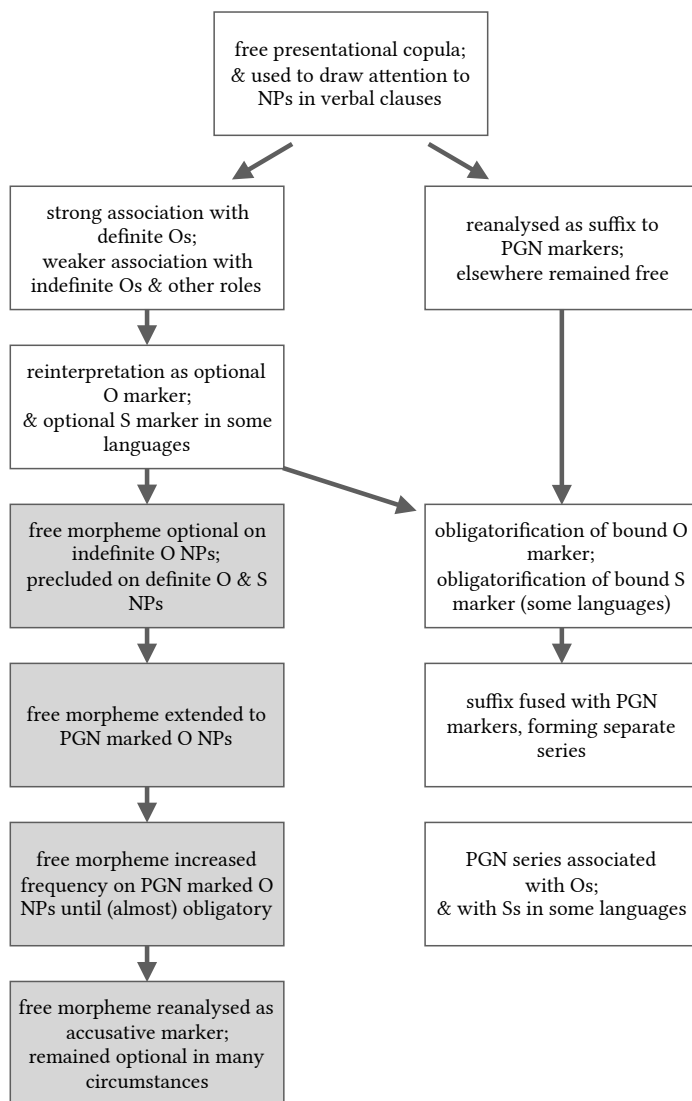 free presentational copula;
& used to draw attention to
NPs in verbal clauses
strong association with
definite Os;
weaker association with
indefinite Os & other roles
reanalysed as suffix to
PGN markers;
elsewhere remained free
reinterpretation as optional
O marker;
& optional S marker in some
languages
free morpheme optional on
indefinite O NPs;
precluded on definite O & S
NPs
obligatorification of bound O
marker;
obligatorification of bound S
marker (some languages)
free morpheme extended to
PGN marked O NPs
suffix fused with PGN
markers, forming separate
series
free morpheme increased
frequency on PGN marked O
NPs until (almost) obligatory
PGN series associated
with Os;
& with Ss in some languages
free morpheme reanalysed as
accusative marker;
remained optional in many
circumstances